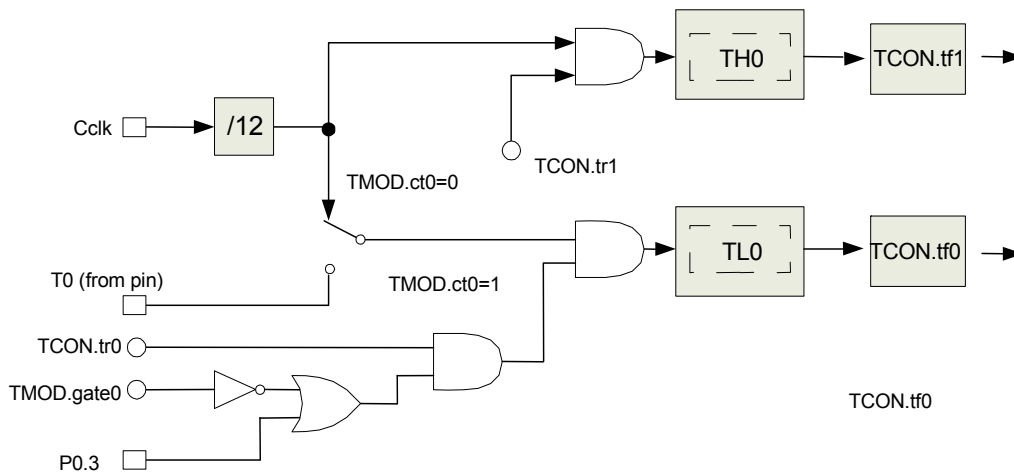 TH0
TCON.tf1
Cclk
/12
TCON.tr1
TMOD.ct0=0
TL0
TCON.tf0
T0 (from pin)
TMOD.ct0=1
TCON.tr0
TMOD.gate0
TCON.tf0
P0.3